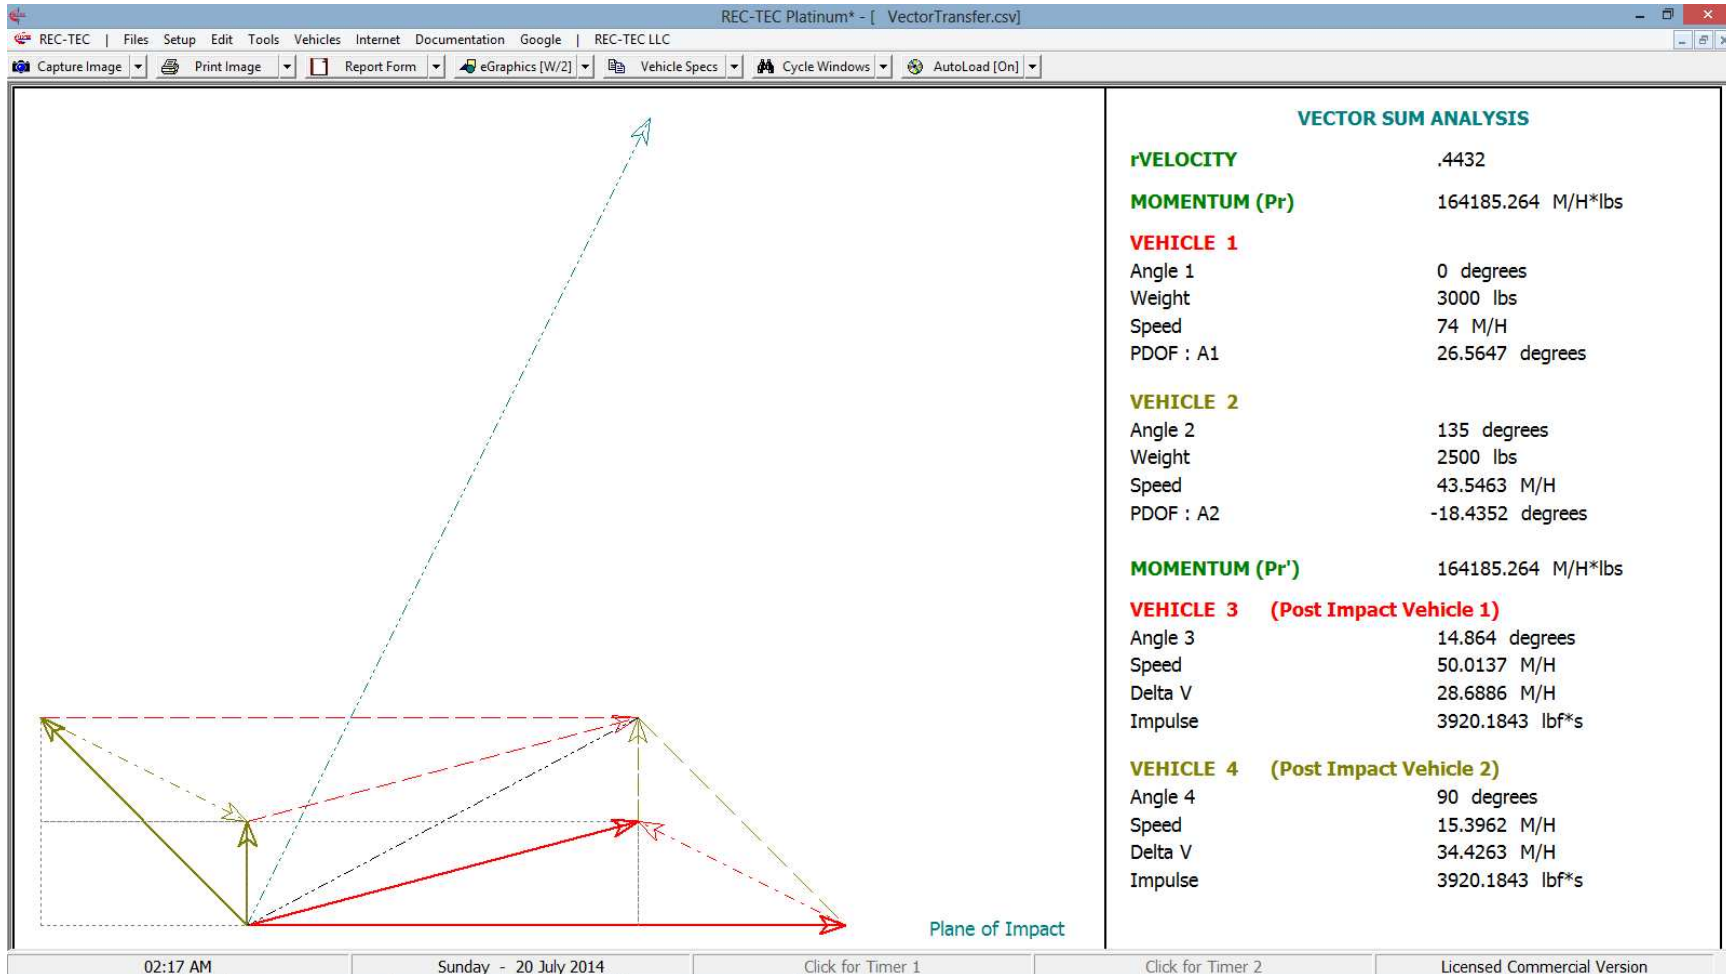 REC-TEC Platinum* - [ VectorTransfer.csv]
REC-TEC | Files Setup Edit Tools Vehicles Internet Documentation Google | REC-TEC LLC
Capture Image Print Image Report Form eGraphics [W/2] Vehicle Specs Cycle Windows AutoLoad [On]
VECTOR SUM ANALYSIS
rVELOCITY .4432
MOMENTUM (Pr) 164185.264 M/H*lbs
VEHICLE 1
Angle 1 0 degrees
Weight 3000 lbs
Speed 74 M/H
PDOF : A1 26.5647 degrees
VEHICLE 2
Angle 2 135 degrees
Weight 2500 lbs
Speed 43.5463 M/H
PDOF : A2 -18.4352 degrees
MOMENTUM (Pr') 164185.264 M/H*lbs
VEHICLE 3 (Post Impact Vehicle 1)
Angle 3 14.864 degrees
Speed 50.0137 M/H
Delta V 28.6886 M/H
Impulse 3920.1843 lbf*s
VEHICLE 4 (Post Impact Vehicle 2)
Angle 4 90 degrees
Speed 15.3962 M/H
Delta V 34.4263 M/H
Impulse 3920.1843 lbf*s
Plane of Impact
02:17 AM Sunday - 20 July 2014 Click for Timer 1 Click for Timer 2 Licensed Commercial Version